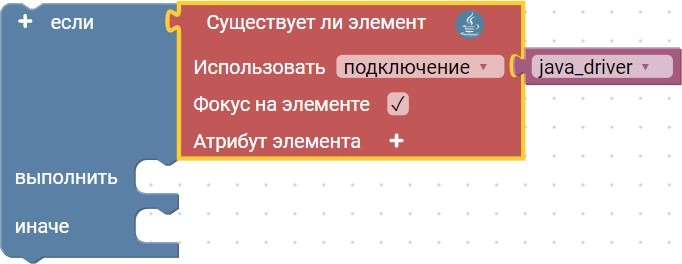 если Существует ли элемент
Использовать подключение java_driver
Фокус на элементе
Атрибут элемента
выполнить
иначе